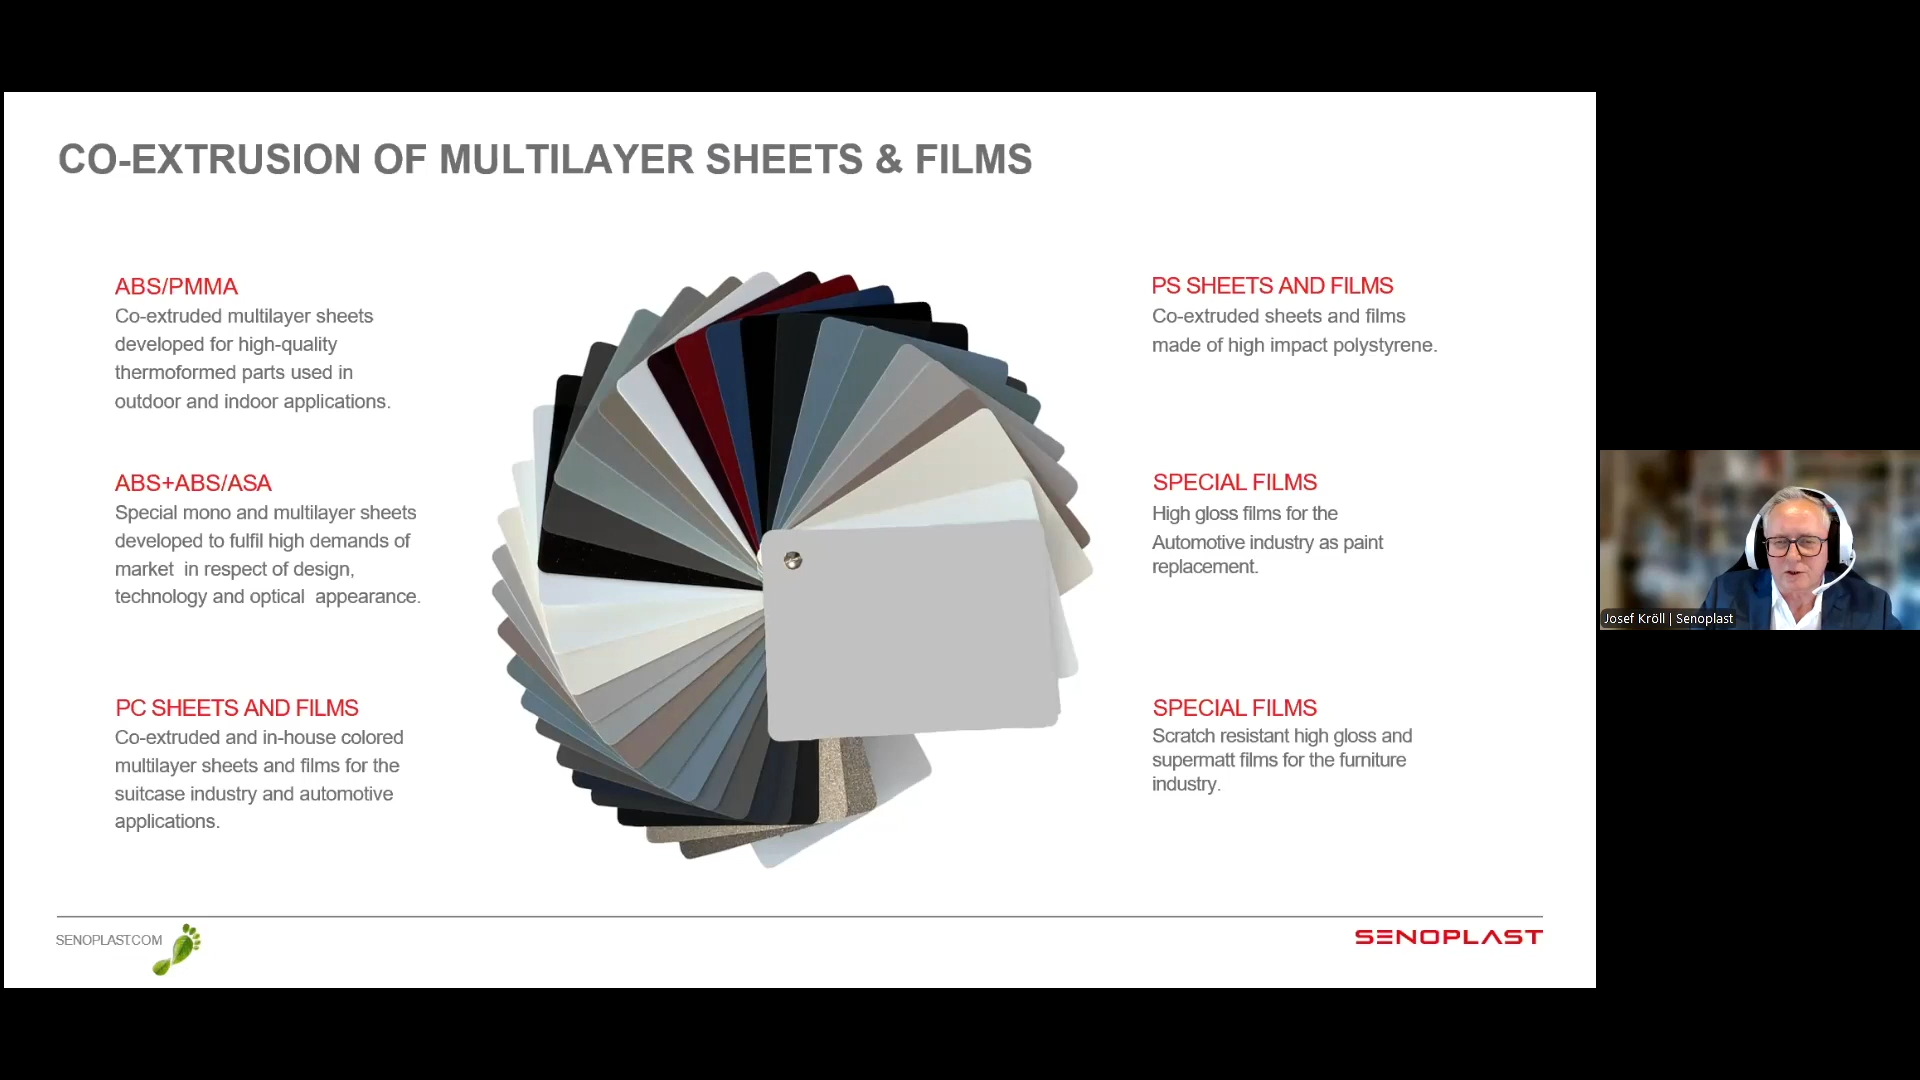 CO-EXTRUSION OF MULTILAYER SHEETS & FILMS
ABS/PMMA
Co-extruded multilayer sheets
developed for high-quality
thermoformed parts used in
outdoor and indoor applications.
ABS+ABS/ASA
Special mono and multilayer sheets
developed to fulfil high demands of
market in respect of design,
technology and optical appearance.
PC SHEETS AND FILMS
Co-extruded and in-house colored
multilayer sheets and films for the
suitcase industry and automotive
applications.
PS SHEETS AND FILMS
Co-extruded sheets and films
made of high impact polystyrene.
SPECIAL FILMS
High gloss films for the
Automotive industry as paint
replacement.
SPECIAL FILMS
Scratch resistant high gloss and
supermatt films for the furniture
industry.
SENOPLAST.COM
SENOPLAST
Josef Kröll | Senoplast